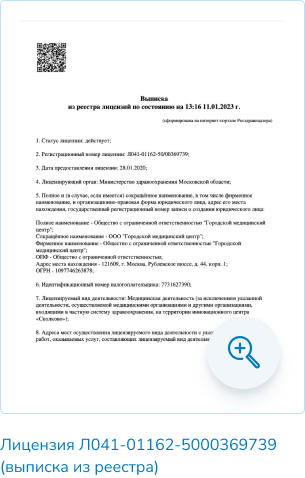 Выписка
из реестра лицензий по состоянию на 13:16 11.01.2023 г.
(сформирована на интернет-портале Росздравнадзора)
1. Статус лицензии: действует;
2. Регистрационный номер лицензии: Л041-01162-50/00369739;
3. Дата предоставления лицензии: 28.01.2020;
4. Лицензирующий орган: Министерство здравоохранения Московской области;
5. Полное и (в случае, если имеется) сокращённое наименование, в том числе фирменное
наименование, и организационно-правовая форма юридического лица, адрес его места
нахождения, государственный регистрационный номер записи о создании юридического лица:
Полное наименование - Общество с ограниченной ответственностью "Городской медицинский
центр";
Сокращённое наименование - ООО "Городской медицинский центр";
Фирменное наименование - Общество с ограниченной ответственностью "Городской
медицинский центр";
ОПФ - Общество с ограниченной ответственностью;
Адрес места нахождения - 121609, г. Москва, Рублевское шоссе, д. 44, корп. 1;
ОГРН - 1097746263878;
6. Идентификационный номер налогоплательщика: 7731627390;
7. Лицензируемый вид деятельности: Медицинская деятельность (за исключением указанной
деятельности, осуществляемой медицинскими организациями и другими организациями,
входящими в частную систему здравоохранения, на территории инновационного центра
«Сколково»);
8. Адреса мест осуществления лицензируемого вида деятельности с
работ, оказываемых услуг, составляющих лицензируемый вид
Лицензия Л041-01162-5000369739
(выписка из реестра)